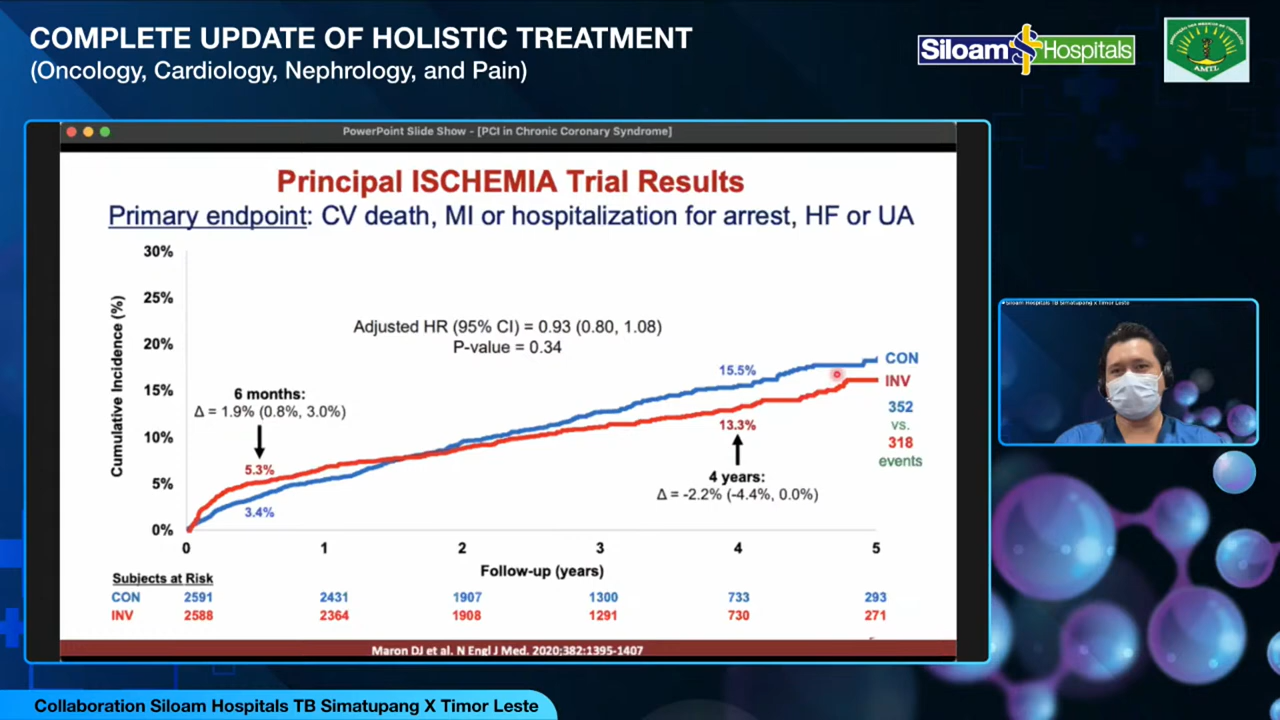 COMPLETE UPDATE OF HOLISTIC TREATMENT
(Oncology, Cardiology, Nephrology, and Pain)
Siloam Hospitals
AMTL
PowerPoint Slide Show - [PCI in Chronic Coronary Syndrome]
Principal ISCHEMIA Trial Results
Primary endpoint: CV death, MI or hospitalization for arrest, HF or UA
30%
25%
20%
15%
10%
5%
0%
Cumulative Incidence (%)
Adjusted HR (95% CI) = 0.93 (0.80, 1.08)
P-value = 0.34
6 months:
Δ = 1.9% (0.8%, 3.0%)
5.3%
3.4%
15.5%
13.3%
4 years:
Δ = -2.2% (-4.4%, 0.0%)
CON
INV
352
vs.
318
events
0 1 2 3 4 5
Follow-up (years)
Subjects at Risk
CON 2591 2431 1907 1300 733 293
INV 2588 2364 1908 1291 730 271
Maron DJ et al. N Engl J Med. 2020;382:1395-1407
Siloam Hospitals TB Simatupang x Timor Leste
Collaboration Siloam Hospitals TB Simatupang X Timor Leste